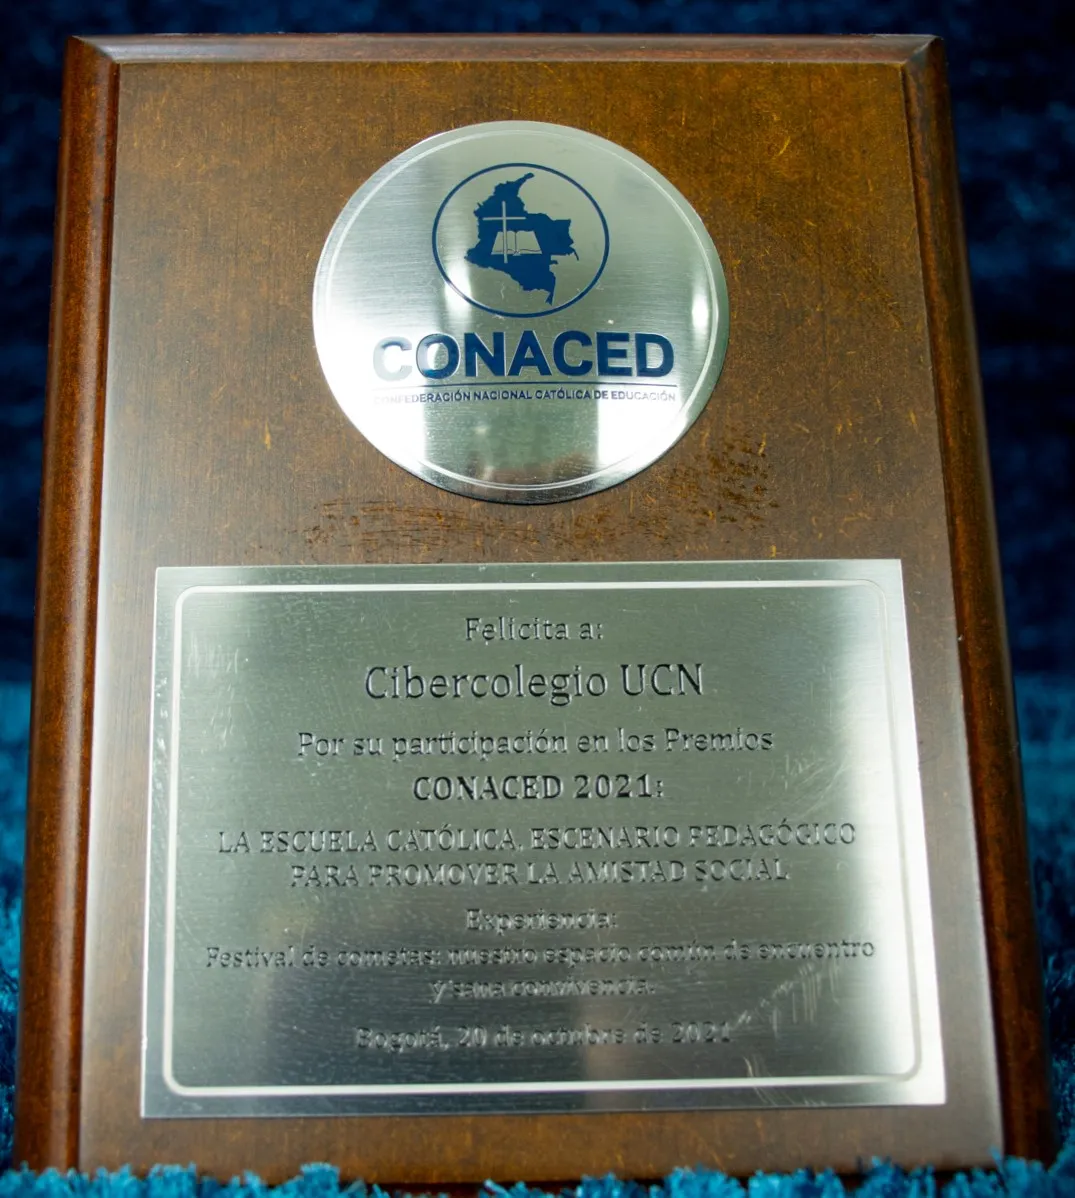 CONACED
CONFEDERACIÓN NACIONAL CATÓLICA DE EDUCACIÓN
Felicita a:
Cibercolegio UCN
Por su participación en los Premios
CONACED 2021:
LA ESCUELA CATÓLICA, ESCENARIO PEDAGÓGICO
PARA PROMOVER LA AMISTAD SOCIAL
Experiencia:
Festival de cometas: nuestro espacio común de encuentro
y sana convivencia.
Bogotá, 20 de octubre de 2021